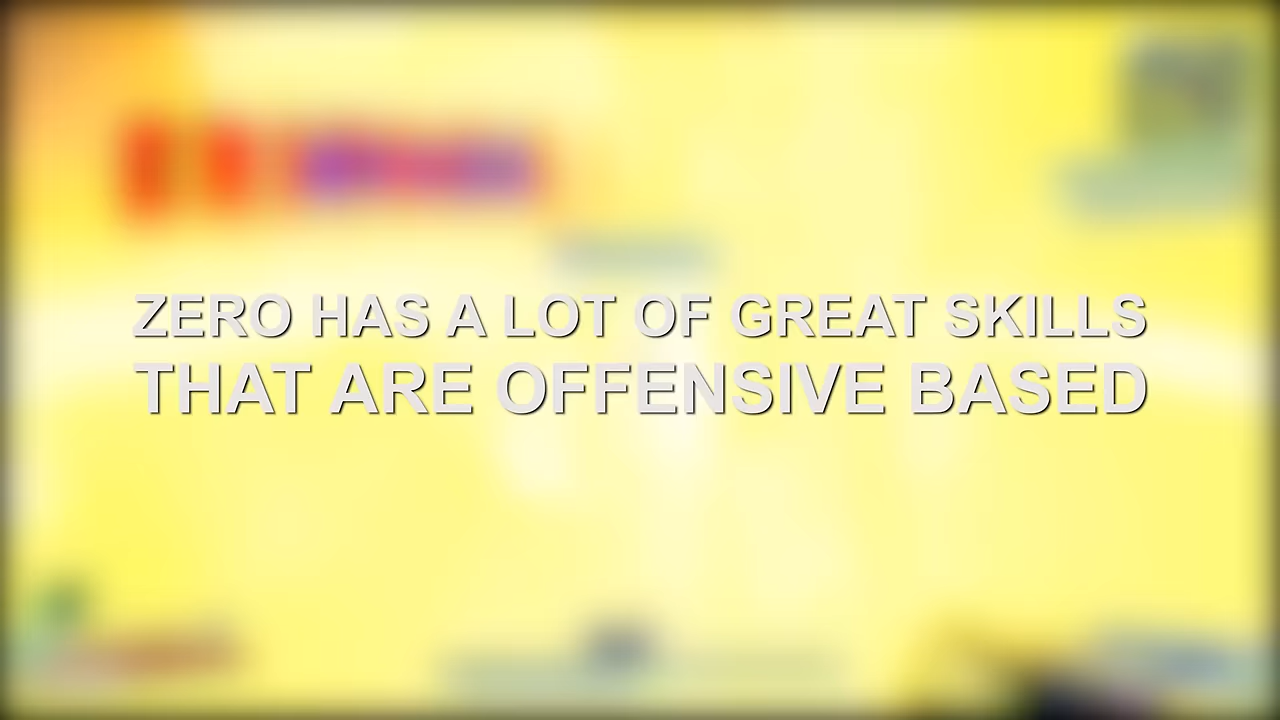 ZERO HAS A LOT OF GREAT SKILLS
THAT ARE OFFENSIVE BASED